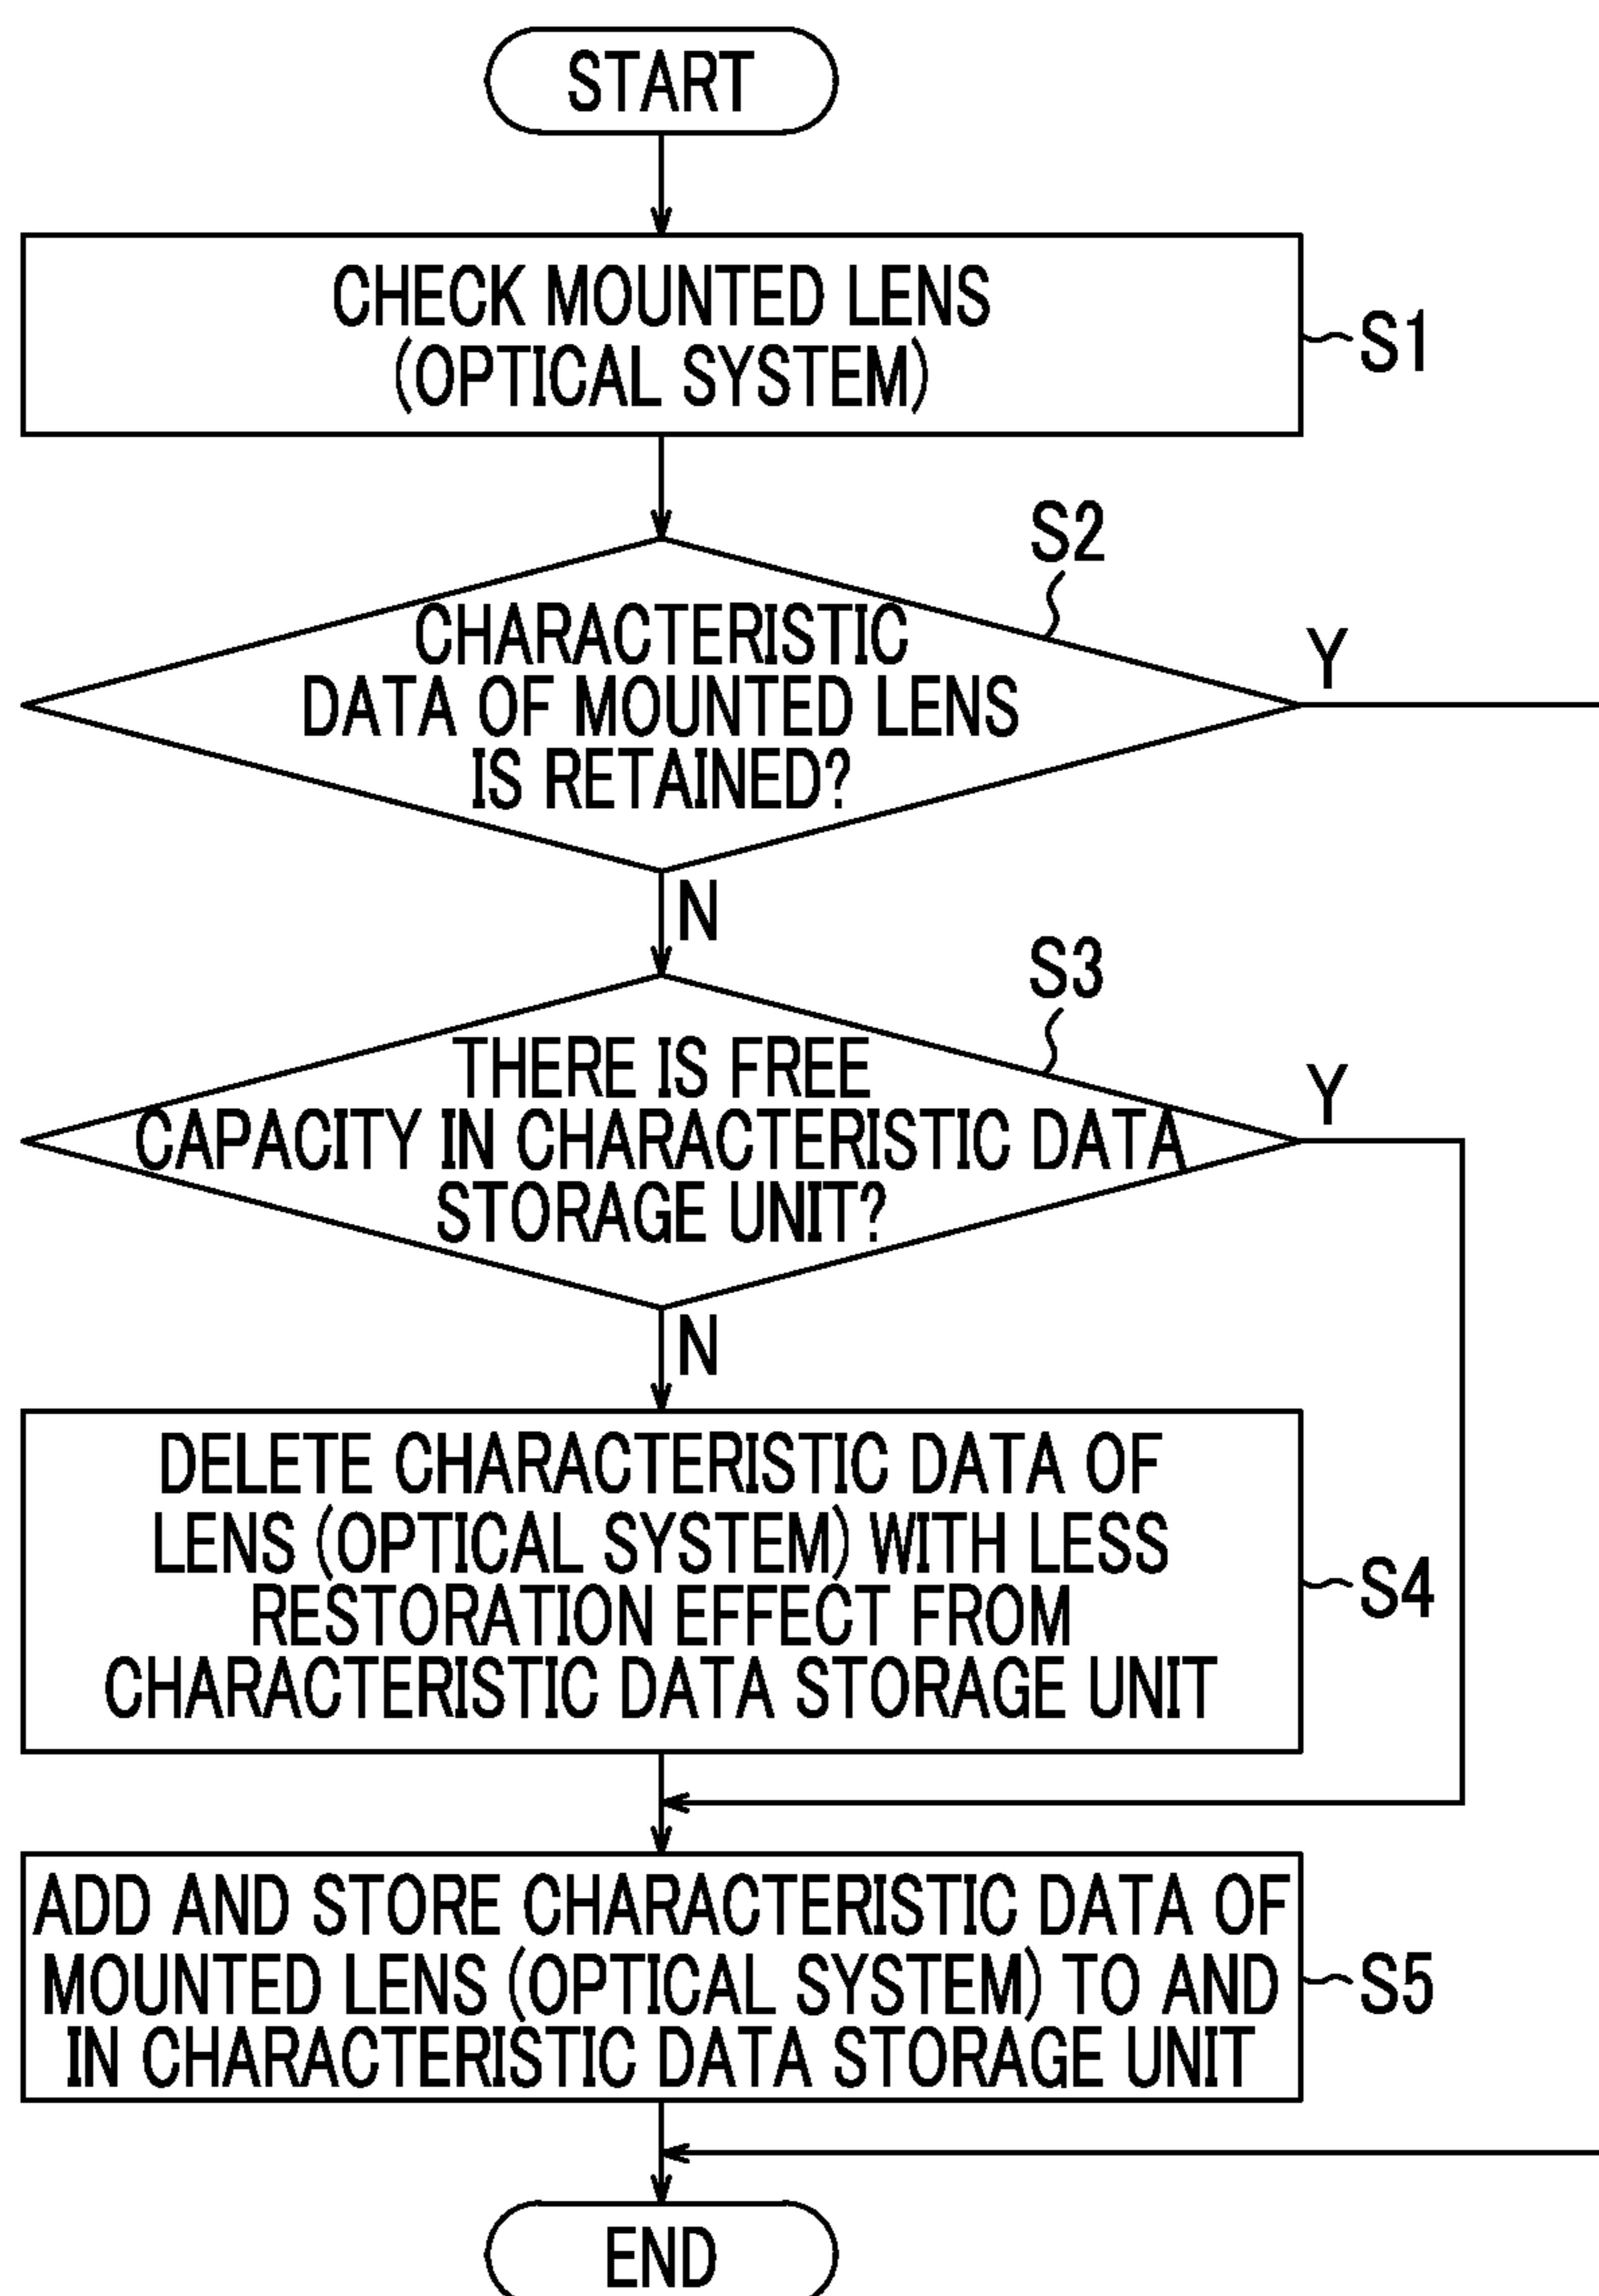 START
CHECK MOUNTED LENS
(OPTICAL SYSTEM)
S1
S2
CHARACTERISTIC
DATA OF MOUNTED LENS
IS RETAINED?
Y
N
S3
THERE IS FREE
CAPACITY IN CHARACTERISTIC DATA
STORAGE UNIT?
Y
N
DELETE CHARACTERISTIC DATA OF
LENS (OPTICAL SYSTEM) WITH LESS
RESTORATION EFFECT FROM
CHARACTERISTIC DATA STORAGE UNIT
S4
ADD AND STORE CHARACTERISTIC DATA OF
MOUNTED LENS (OPTICAL SYSTEM) TO AND
IN CHARACTERISTIC DATA STORAGE UNIT
S5
END